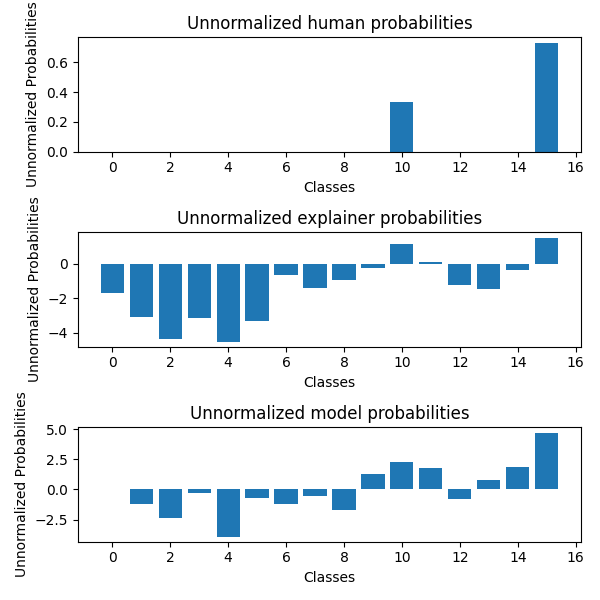 Unnormalized human probabilities
Unnormalized Probabilities
0.6
0.4
0.2
0.0
0 2 4 6 8 10 12 14 16
Classes
Unnormalized explainer probabilities
Unnormalized Probabilities
0
−2
−4
0 2 4 6 8 10 12 14 16
Classes
Unnormalized model probabilities
Unnormalized Probabilities
5.0
2.5
0.0
−2.5
0 2 4 6 8 10 12 14 16
Classes